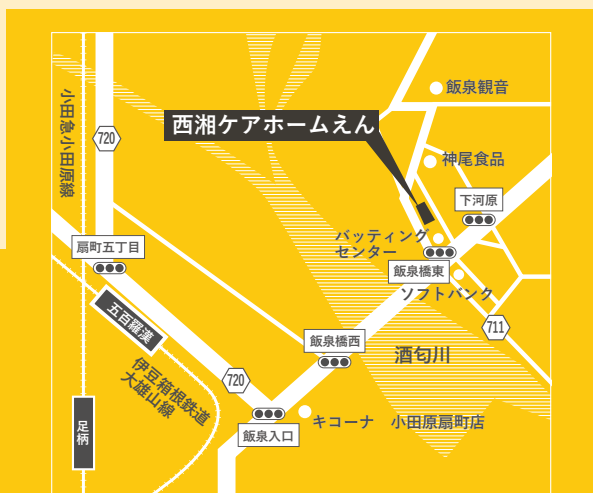 小田急小田原線
720
飯泉観音
西湘ケアホームえん
神尾食品
下河原
バッティング
センター
扇町五丁目
飯泉橋東
ソフトバンク
五百羅漢
711
飯泉橋西
酒匂川
伊豆箱根鉄道
大雄山線
720
足柄
キコーナ 小田原扇町店
飯泉入口